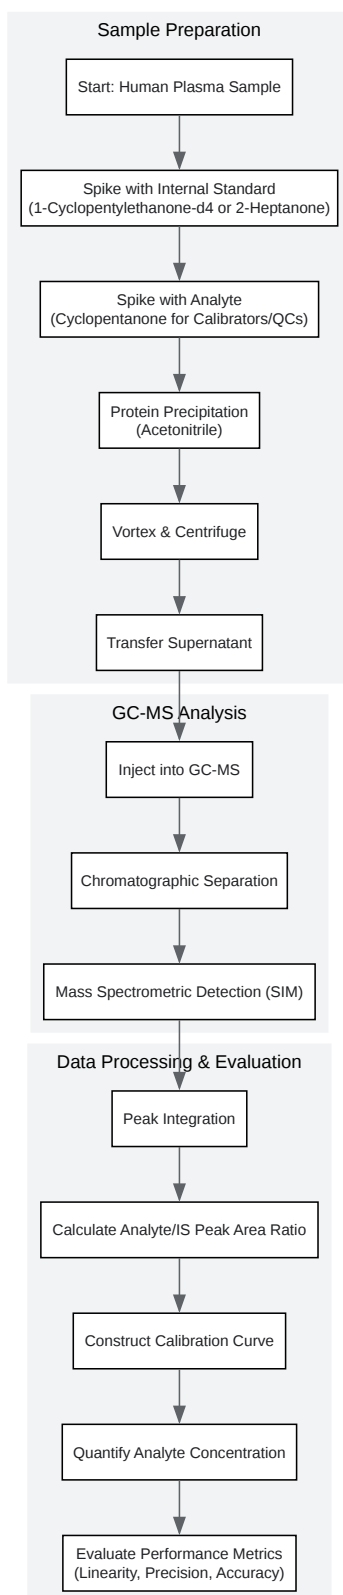 Sample Preparation
Start: Human Plasma Sample
Spike with Internal Standard
(1-Cyclopentylethanone-d4 or 2-Heptanone)
Spike with Analyte
(Cyclopentanone for Calibrators/QCs)
Protein Precipitation
(Acetonitrile)
Vortex & Centrifuge
Transfer Supernatant
GC-MS Analysis
Inject into GC-MS
Chromatographic Separation
Mass Spectrometric Detection (SIM)
Data Processing & Evaluation
Peak Integration
Calculate Analyte/IS Peak Area Ratio
Construct Calibration Curve
Quantify Analyte Concentration
Evaluate Performance Metrics
(Linearity, Precision, Accuracy)